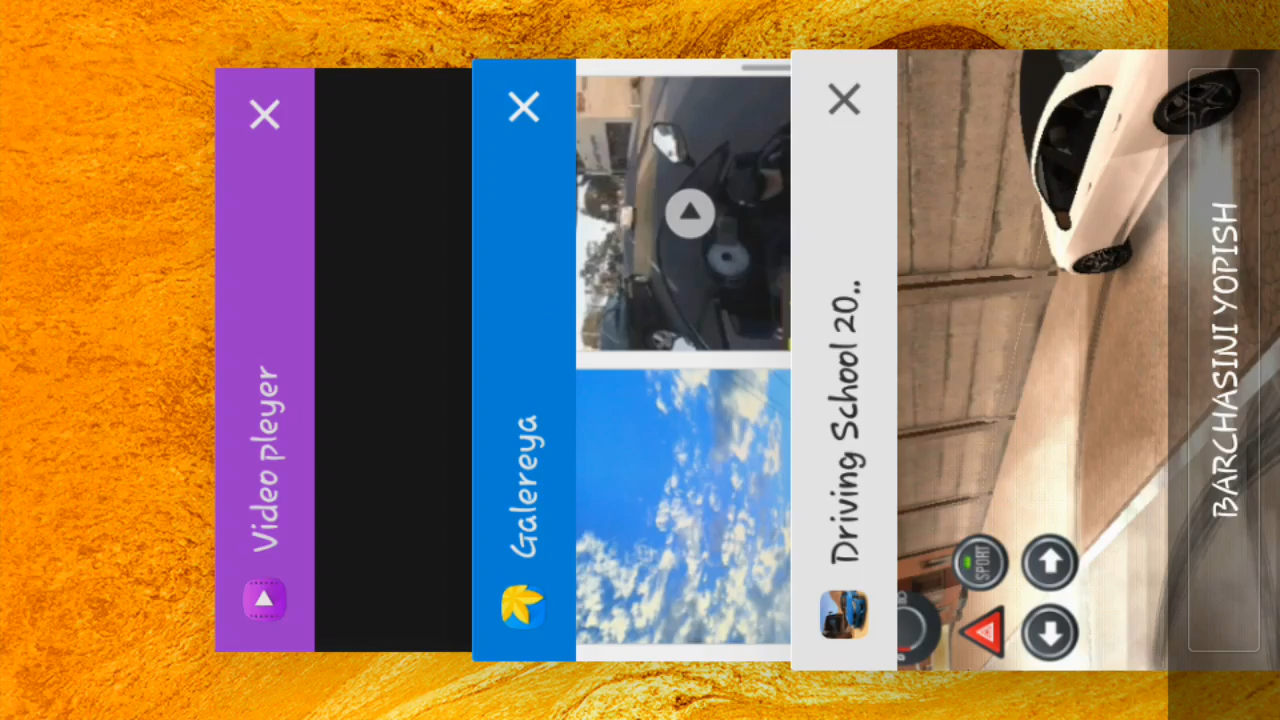 Video pleyer
Galereya
Driving School 20..
SPORT
BARCHASINI YOPISH